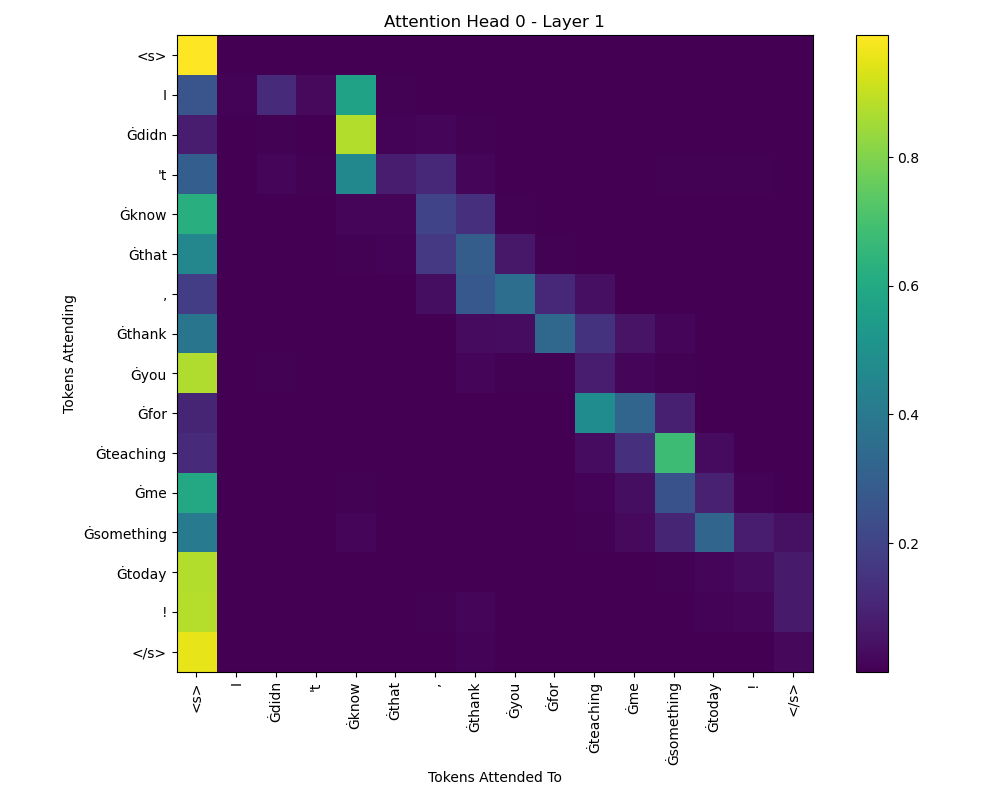 Attention Head 0 - Layer 1
<s>
I
Ġdidn
't
Ġknow
Ġthat
,
Ġthank
Ġyou
Ġfor
Ġteaching
Ġme
Ġsomething
Ġtoday
!
</s>
Tokens Attending
<s>
I
Ġdidn
't
Ġknow
Ġthat
,
Ġthank
Ġyou
Ġfor
Ġteaching
Ġme
Ġsomething
Ġtoday
!
</s>
Tokens Attended To
0.8
0.6
0.4
0.2